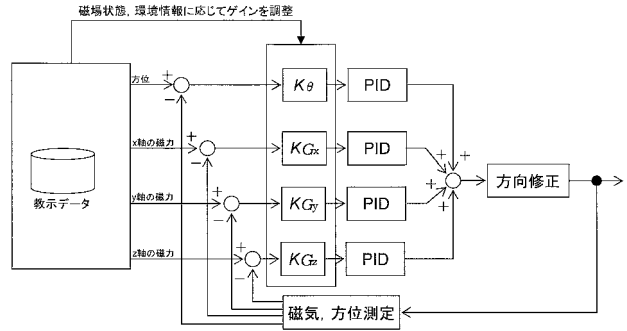 磁場状態，環境情報に応じてゲインを調整
方位
+
−
Kθ
PID
x軸の磁力
+
−
KGx
PID
+
+
+
+
方向修正
教示データ
y軸の磁力
+
−
KGy
PID
z軸の磁力
+
−
KGz
PID
磁気，方位測定